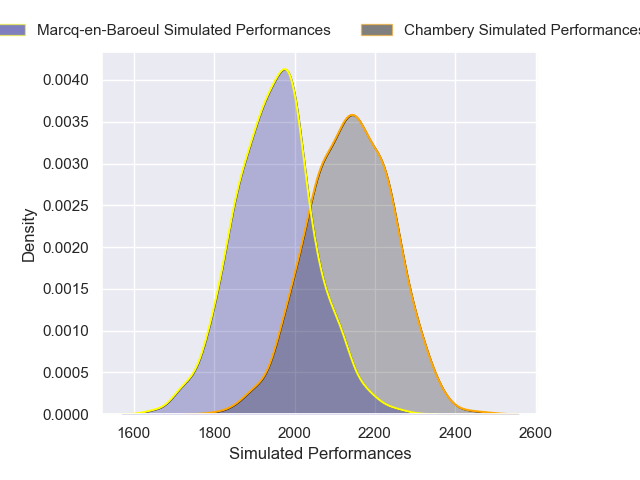 Marcq-en-Baroeul Simulated Performances Chambery Simulated Performances
0.0040
0.0035
0.0030
0.0025
0.0020
0.0015
0.0010
0.0005
0.0000
Density
1600 1800 2000 2200 2400 2600
Simulated Performances